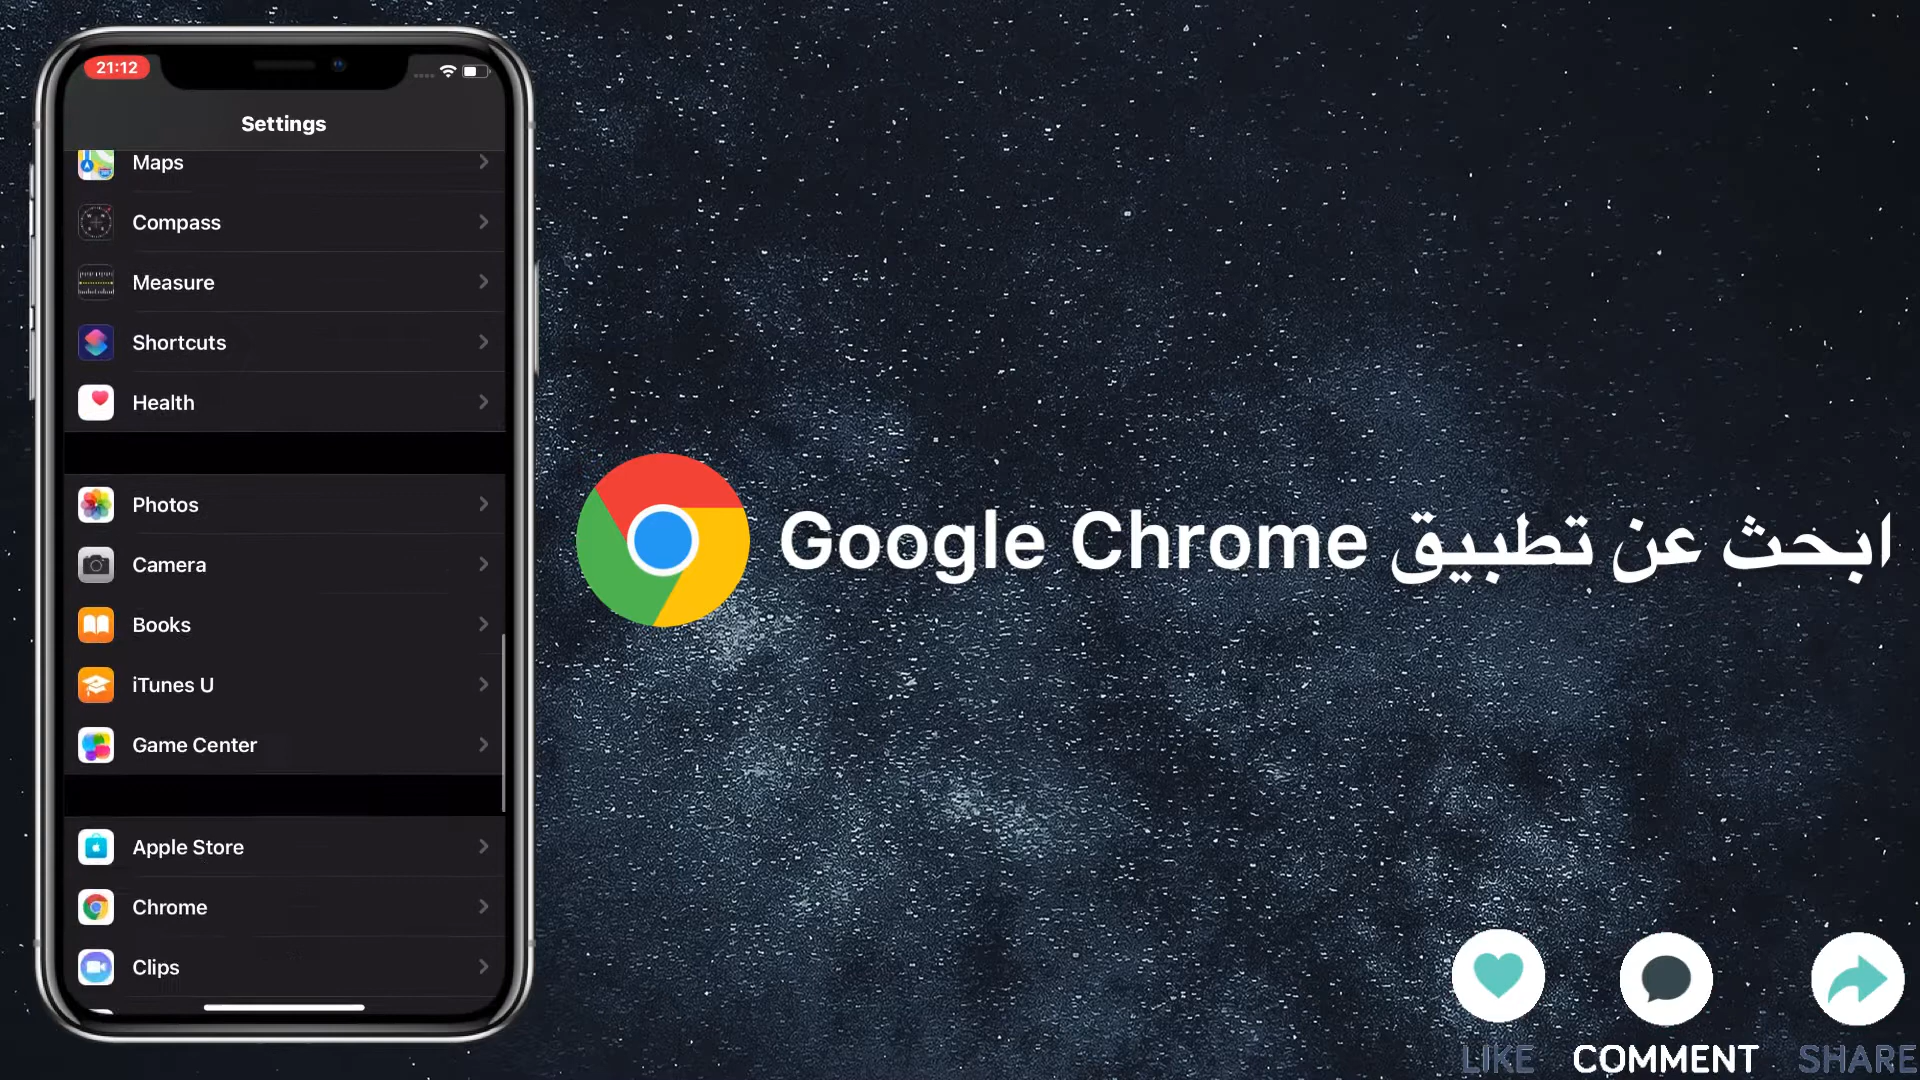 21:12
Settings
Maps
Compass
Measure
Shortcuts
Health
Photos
Camera
Books
iTunes U
Game Center
Apple Store
Chrome
Clips
ابحث عن تطبيق Google Chrome
LIKE
COMMENT
SHARE